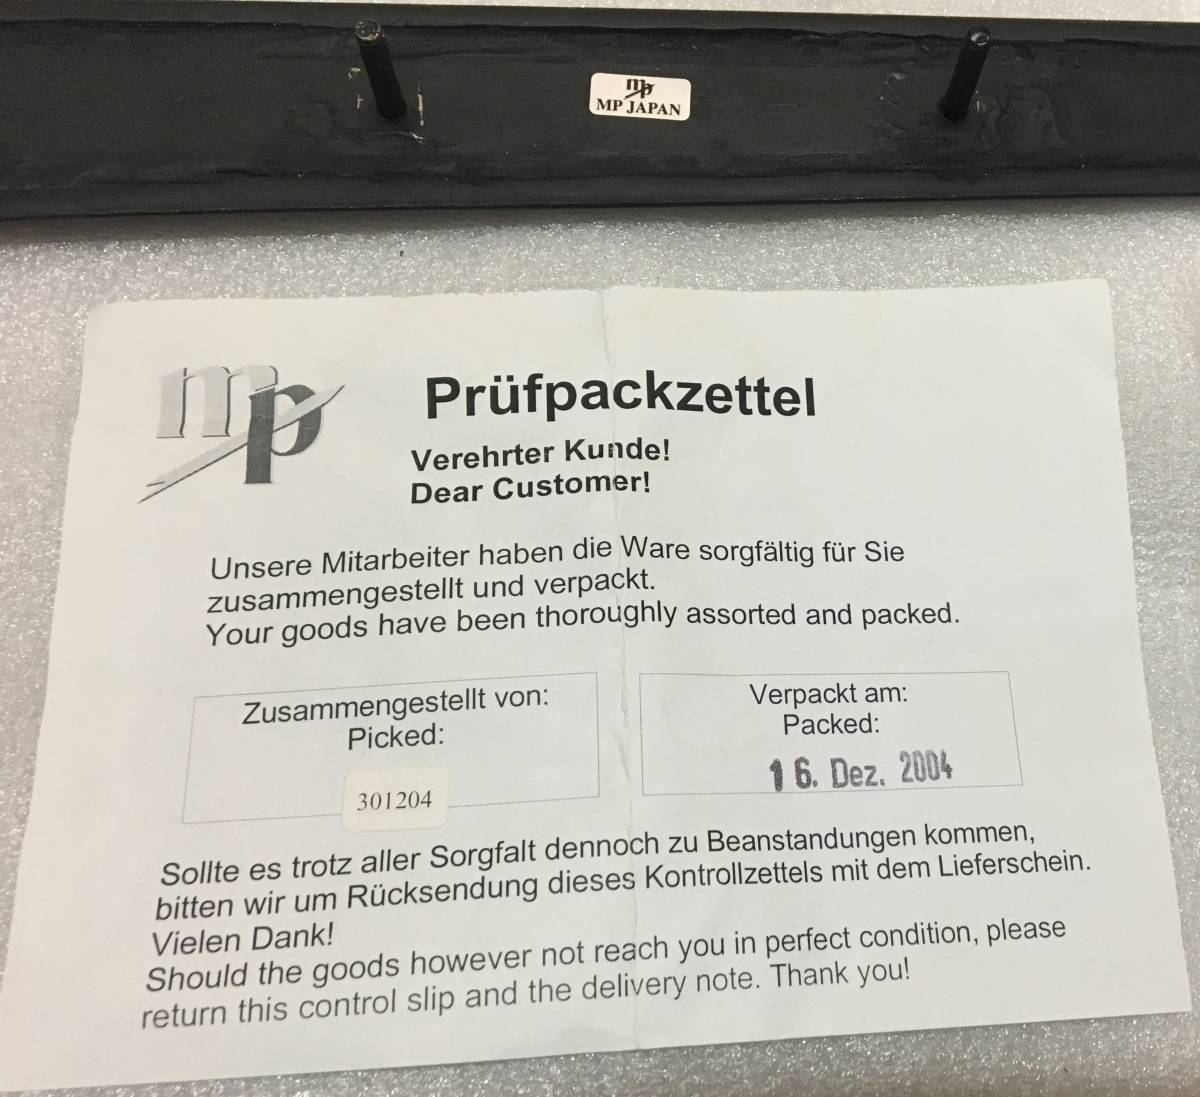 mp
MP JAPAN
mp
Prüfpackzettel
Verehrter Kunde!
Dear Customer!
Unsere Mitarbeiter haben die Ware sorgfältig für Sie
zusammengestellt und verpackt.
Your goods have been thoroughly assorted and packed.
Zusammengestellt von:
Picked:
301204
Verpackt am:
Packed:
16. Dez. 2004
Sollte es trotz aller Sorgfalt dennoch zu Beanstandungen kommen,
bitten wir um Rücksendung dieses Kontrollzettels mit dem Lieferschein.
Vielen Dank!
Should the goods however not reach you in perfect condition, please
return this control slip and the delivery note. Thank you!